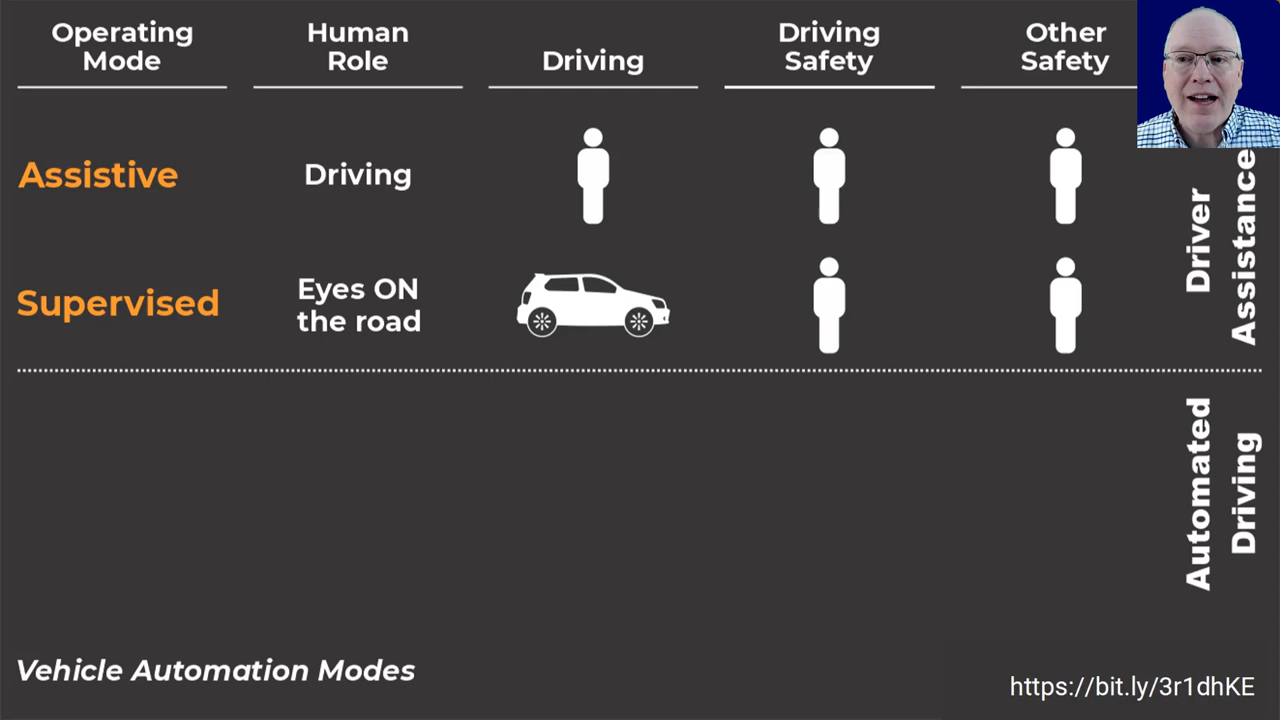 Operating
Mode
Human
Role
Driving
Driving
Safety
Other
Safety
Assistive
Driving
Supervised
Eyes ON
the road
Driver
Assistance
Automated
Driving
Vehicle Automation Modes
https://bit.ly/3r1dhKE